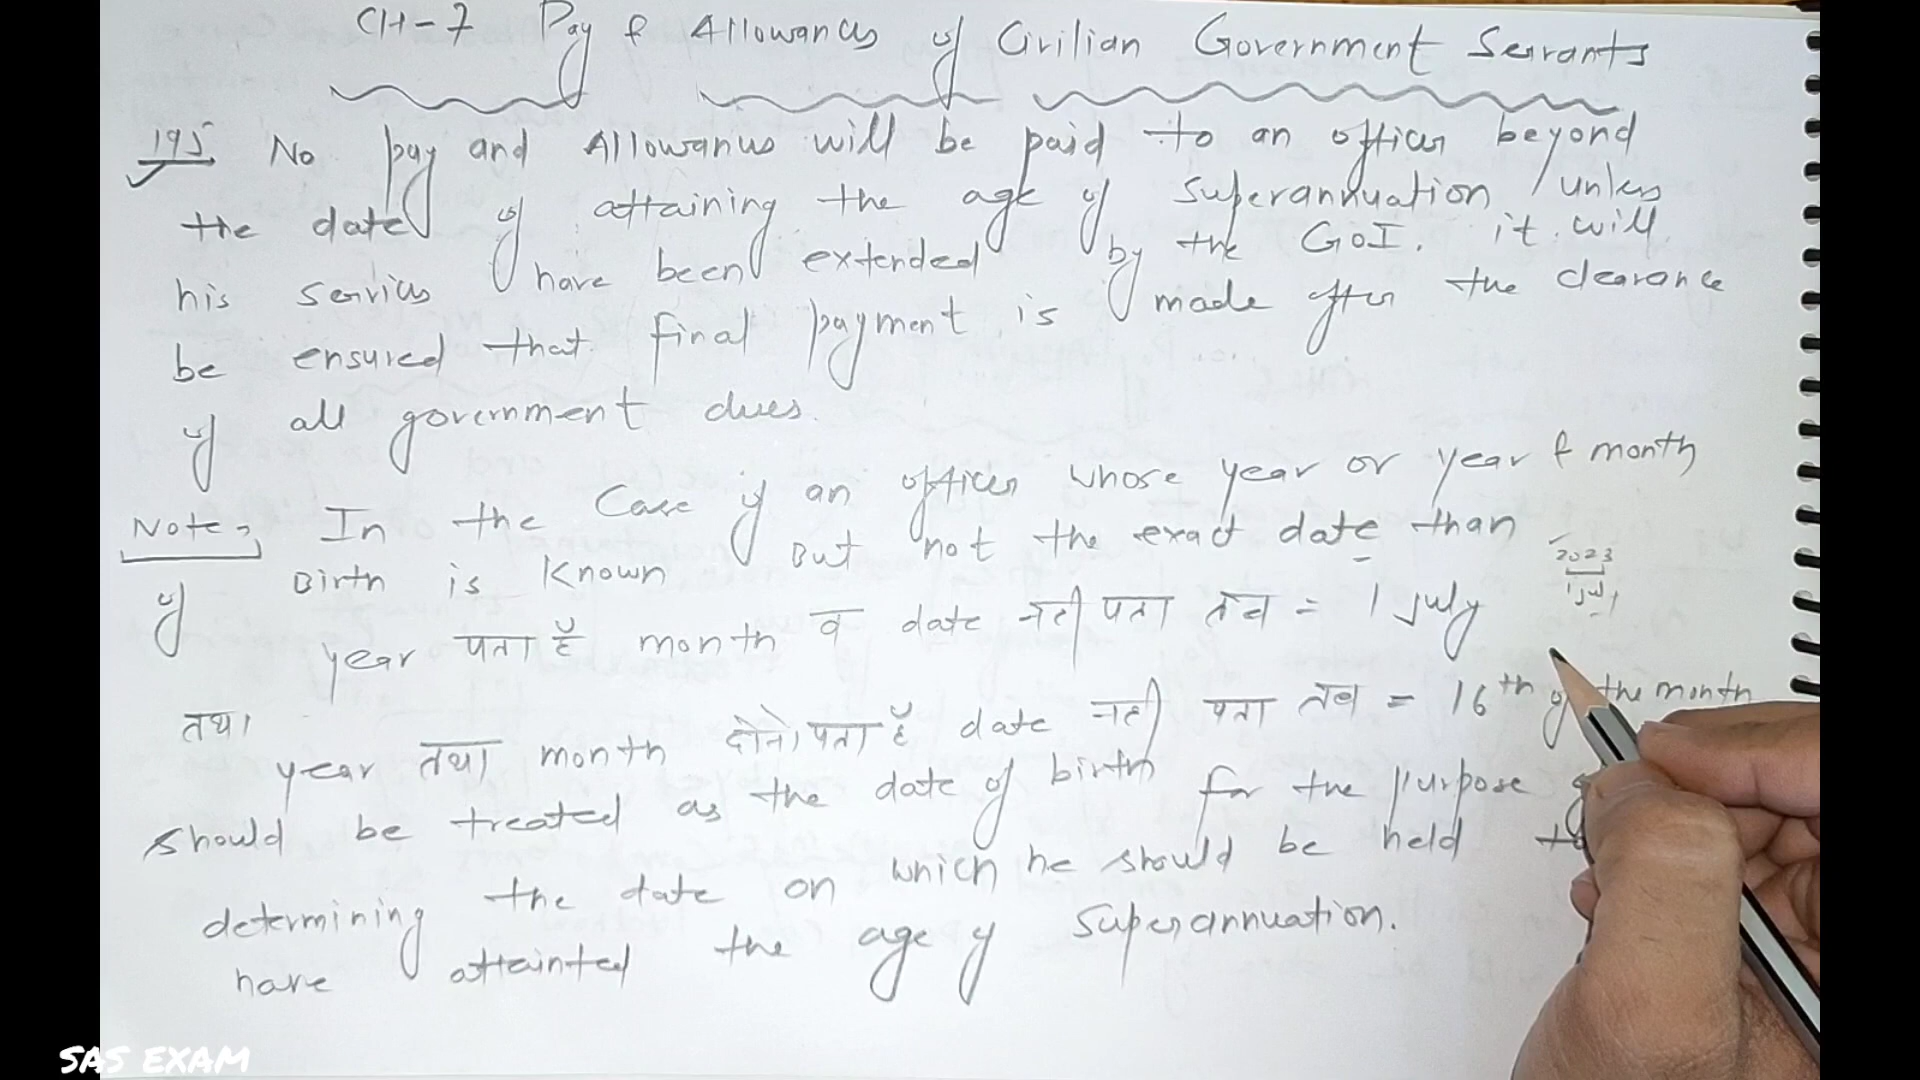 CH-7 Pay & Allowances of Civilian Government Servants
195 No pay and Allowances will be paid to an officer beyond
the date of attaining the age of superannuation unless
his services have been extended by the GOI. it will
be ensured that final payment is made after the clearance
of all government dues.
Note, In the Case of an officer whose year or year & month
of Birth is known But not the exact date than
2023
1 july
year पता है month व date नही पता तब = 1 july
तथा
year तथा month दोनो पता है date नही पता तब = 16th of the month
should be treated as the date of birth for the purpose
determining the date on which he should be held to
have attainted the age of superannuation.
SAS EXAM